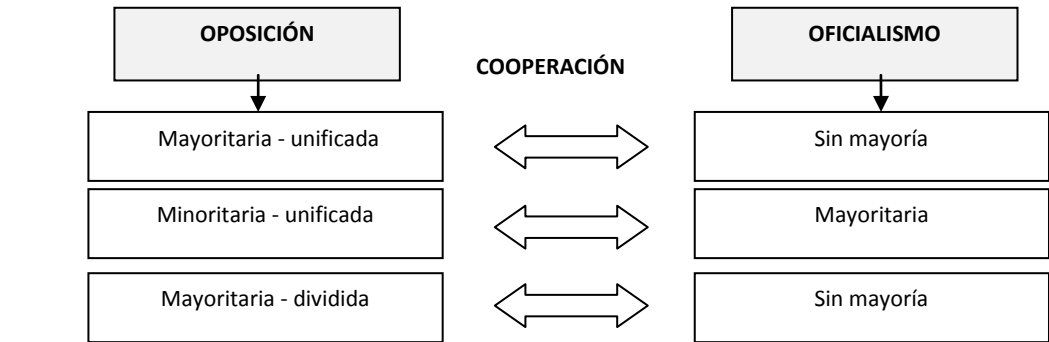 OPOSICIÓN
OFICIALISMO
COOPERACIÓN
Mayoritaria - unificada
Sin mayoría
Minoritaria - unificada
Mayoritaria
Mayoritaria - dividida
Sin mayoría